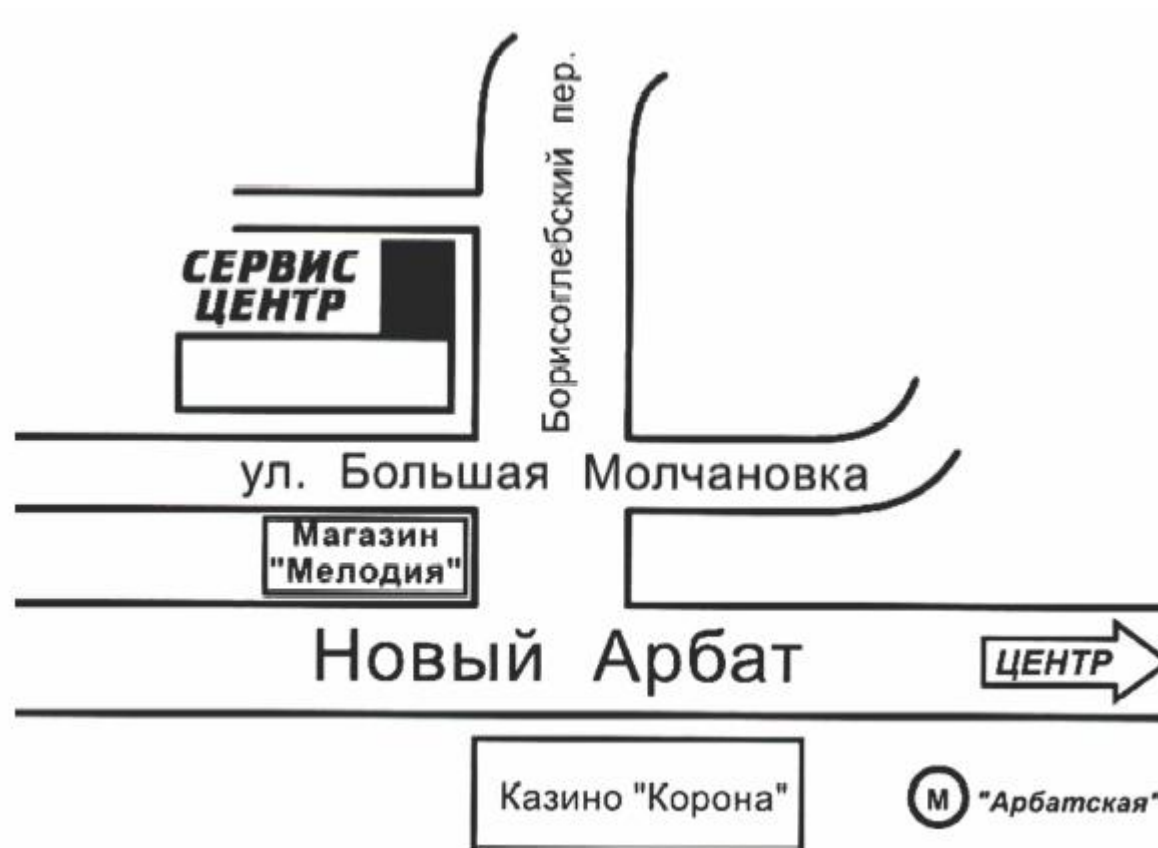 Борисоглебский пер.
СЕРВИС
ЦЕНТР
ул. Большая Молчановка
Магазин
"Мелодия"
Новый Арбат
ЦЕНТР
Казино "Корона"
М "Арбатская"